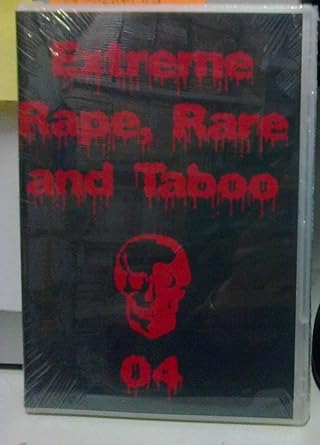 Extreme
Rape, Rare
and Taboo
04